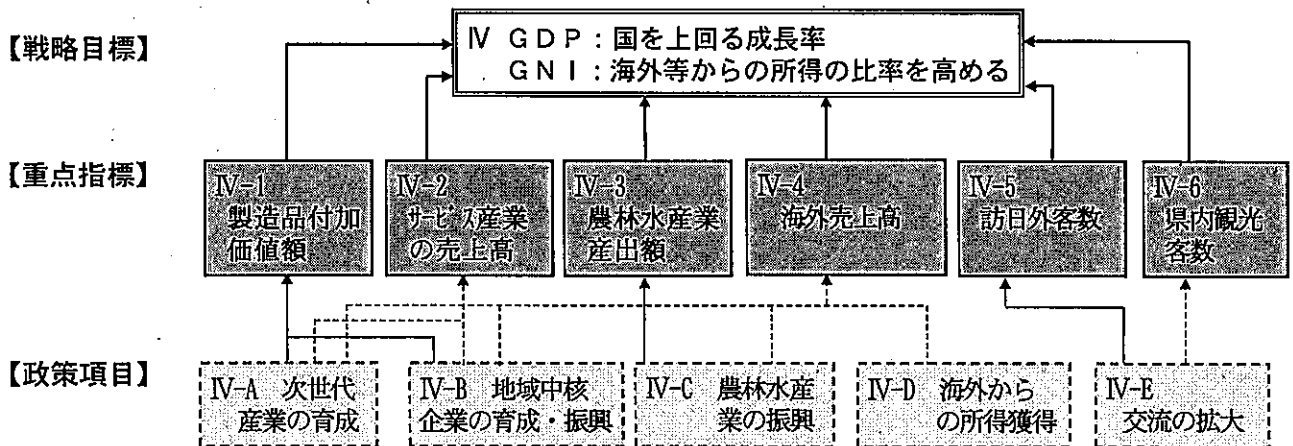 【戦略目標】
Ⅳ GDP：国を上回る成長率
GNI：海外等からの所得の比率を高める
【重点指標】
Ⅳ-1
製造品付加
価値額
Ⅳ-2
サービス産業
の売上高
Ⅳ-3
農林水産業
産出額
Ⅳ-4
海外売上高
Ⅳ-5
訪日外客数
Ⅳ-6
県内観光
客数
【政策項目】
Ⅳ-A 次世代
産業の育成
Ⅳ-B 地域中核
企業の育成・振興
Ⅳ-C 農林水産
業の振興
Ⅳ-D 海外から
の所得獲得
Ⅳ-E
交流の拡大